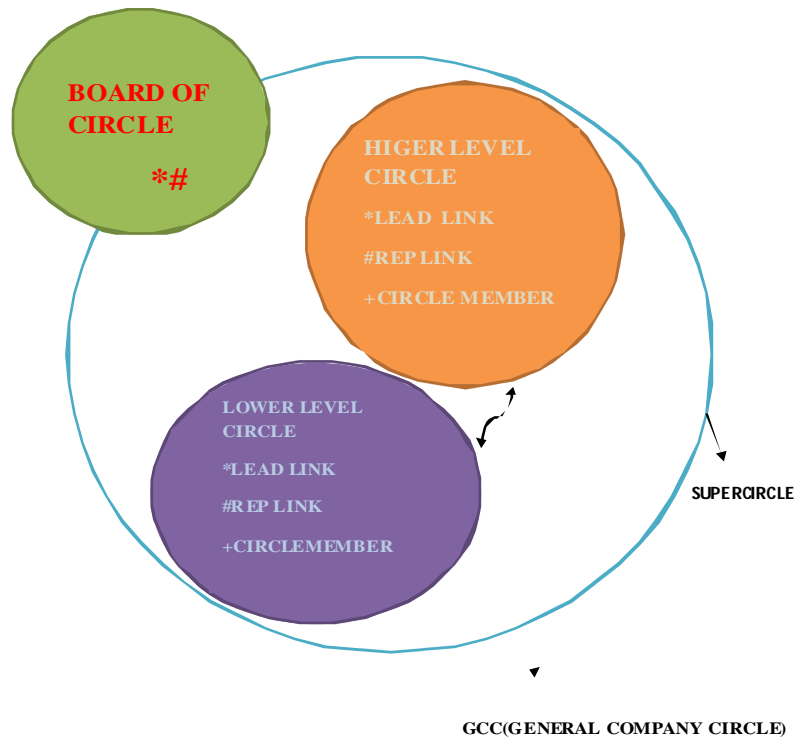 BOARD OF
CIRCLE
*#
HIGER LEVEL
CIRCLE
*LEAD LINK
#REP LINK
+CIRCLE MEMBER
LOWER LEVEL
CIRCLE
*LEAD LINK
#REP LINK
+CIRCLEMEMBER
SUPERCIRCLE
GCC(GENERAL COMPANY CIRCLE)